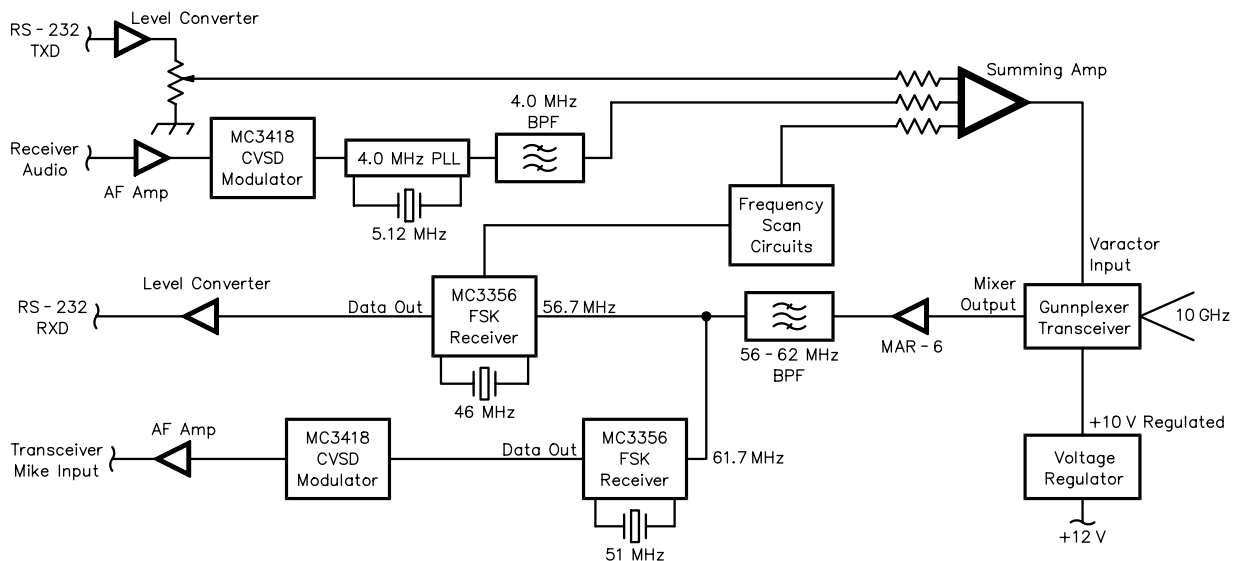 Level Converter
RS-232
TXD
Summing Amp
4.0 MHz
BPF
Receiver
Audio
AF Amp
MC3418
CVSD
Modulator
4.0 MHz PLL
5.12 MHz
Frequency
Scan
Circuits
Varactor
Input
Level Converter
RS-232
RXD
Data Out
MC3356
FSK
Receiver
56.7 MHz
46 MHz
56-62 MHz
BPF
MAR-6
Mixer
Output
Gunnplexer
Transceiver
10 GHz
+10 V Regulated
Transceiver
Mike Input
AF Amp
MC3418
CVSD
Modulator
Data Out
MC3356
FSK
Receiver
61.7 MHz
51 MHz
Voltage
Regulator
+12 V